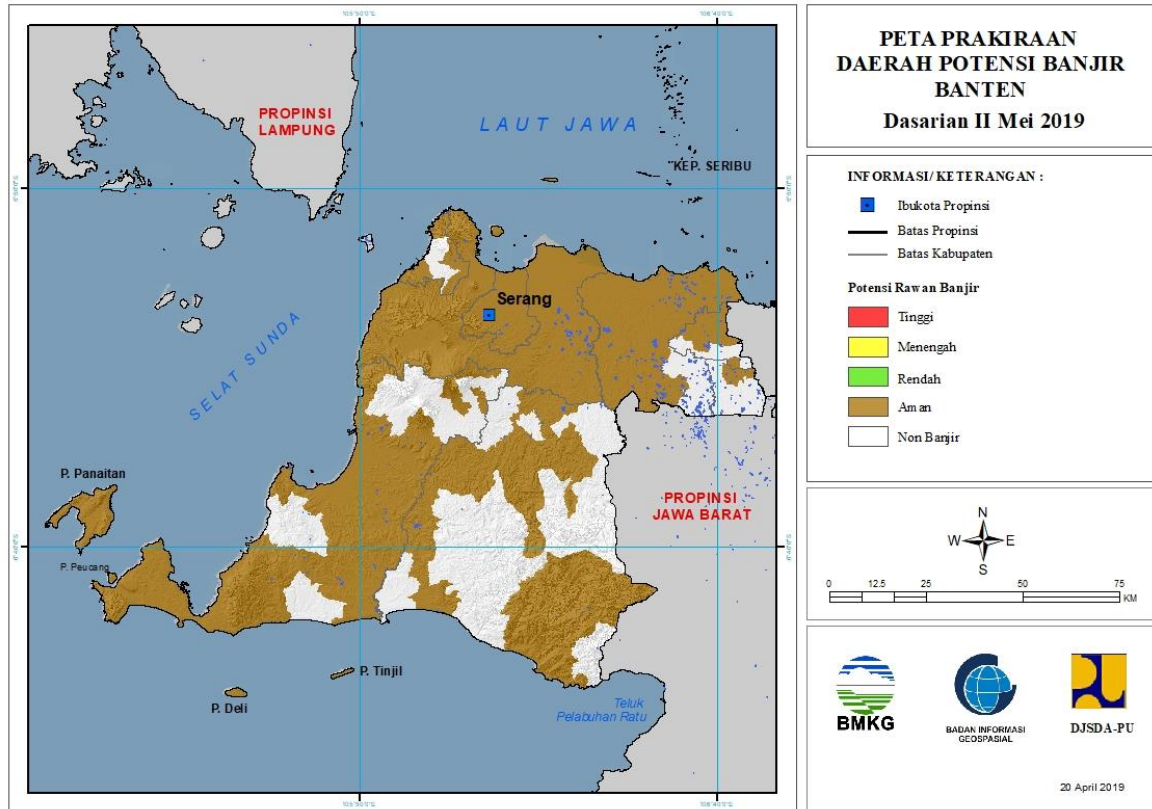 PETA PRAKIRAAN
DAERAH POTENSI BANJIR
BANTEN
Dasarian II Mei 2019
INFORMASI/ KETERANGAN :
Ibukota Propinsi
Batas Propinsi
Batas Kabupaten
Potensi Rawan Banjir
Tinggi
Menengah
Rendah
Aman
Non Banjir
N
W E
S
0 12.5 25 50 75
KM
BMKG
BADAN INFORMASI
GEOSPASIAL
DJSDA-PU
20 April 2019
PROPINSI
LAMPUNG
LAUT JAWA
KEP. SERIBU
Serang
SELAT SUNDA
P. Panaitan
P. Peucang
PROPINSI
JAWA BARAT
P. Tinjil
P. Deli
Teluk
Pelabuhan Ratu